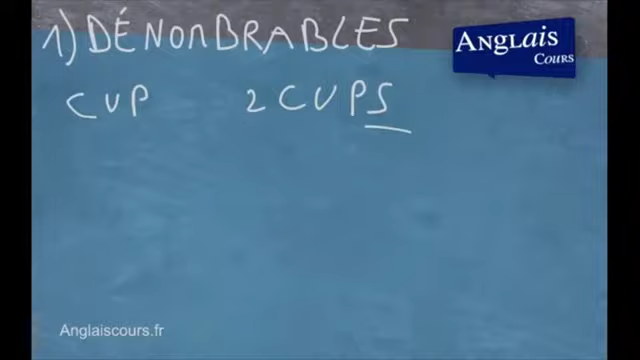 1) DÉNOMBRABLES
ANGLAIS
COURS
CUP 2 CUPS
Anglaiscours.fr